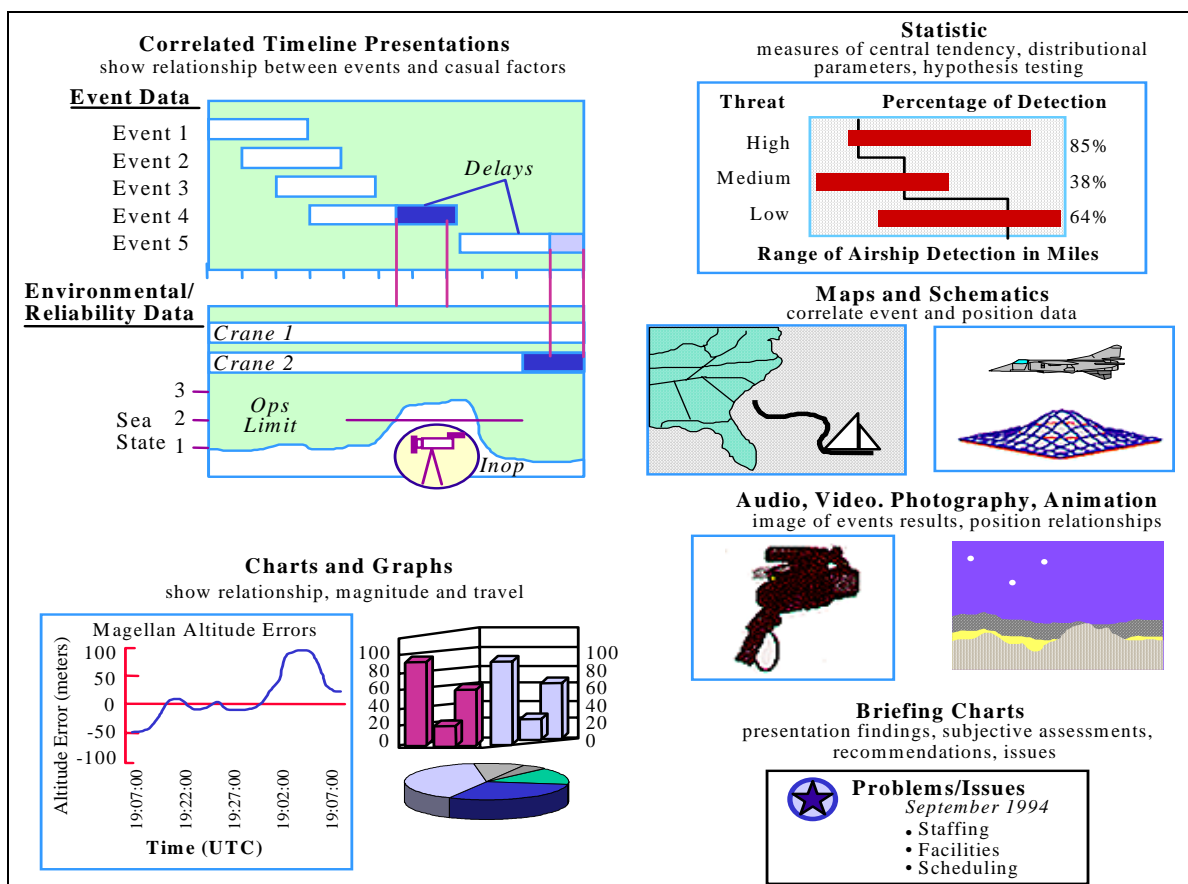 Correlated Timeline Presentations
show relationship between events and casual factors
Event Data
Event 1
Event 2
Event 3
Event 4
Event 5
Delays
Environmental/
Reliability Data
Crane 1
Crane 2
3
Sea 2
State 1
Ops
Limit
Inop
Charts and Graphs
show relationship, magnitude and travel
Magellan Altitude Errors
Altitude Error (meters)
100
50
0
-50
-100
19:07:00
19:22:00
19:27:00
19:02:00
19:07:00
Time (UTC)
100
80
60
40
20
0
100
80
60
40
20
0
Statistic
measures of central tendency, distributional
parameters, hypothesis testing
Threat Percentage of Detection
High 85%
Medium 38%
Low 64%
Range of Airship Detection in Miles
Maps and Schematics
correlate event and position data
Audio, Video. Photography, Animation
image of events results, position relationships
Briefing Charts
presentation findings, subjective assessments,
recommendations, issues
Problems/Issues
September 1994
• Staffing
• Facilities
• Scheduling